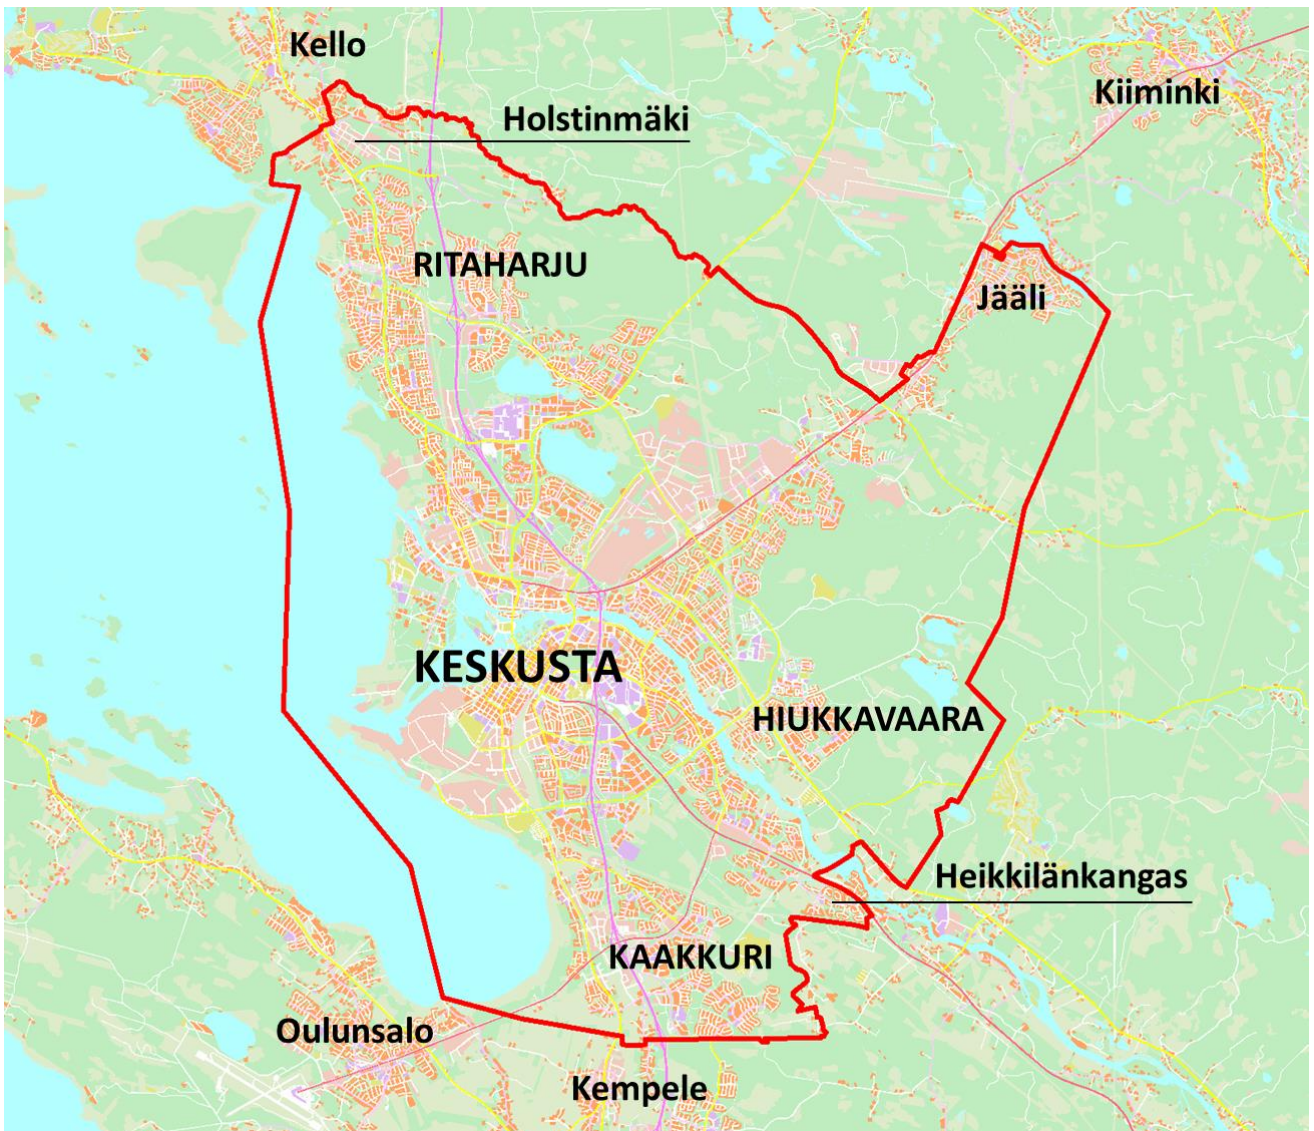 Kello
Kiiminki
Holstinmäki
RITAHARJU
Jääli
KESKUSTA
HIUKKAVAARA
Heikkilänkangas
KAAKKURI
Oulunsalo
Kempele